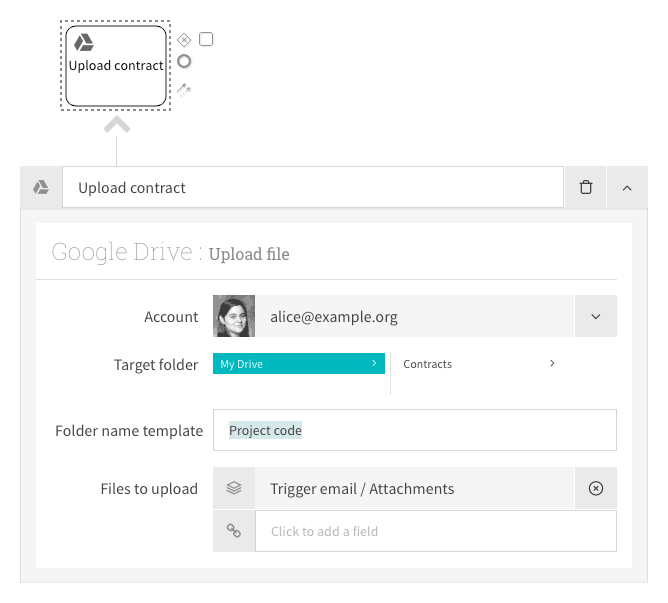 Upload contract
Upload contract
Google Drive : Upload file
Account
alice@example.org
Target folder
My Drive
Contracts
Folder name template
Project code
Files to upload
Trigger email / Attachments
Click to add a field